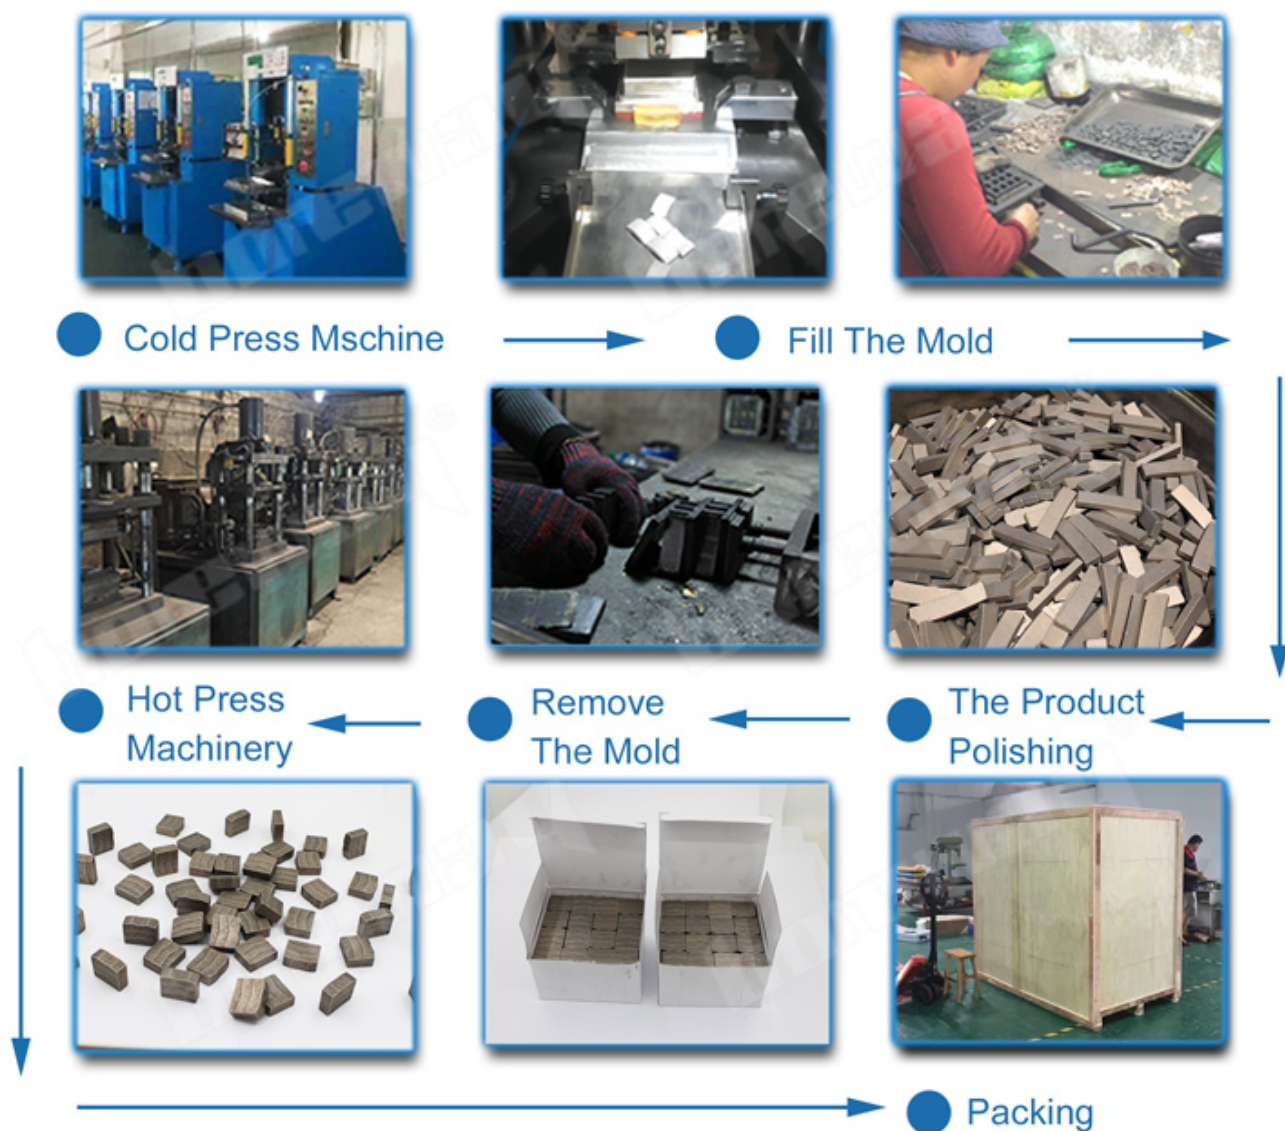 Cold Press Mschine
Fill The Mold
Hot Press
Machinery
Remove
The Mold
The Product
Polishing
Packing